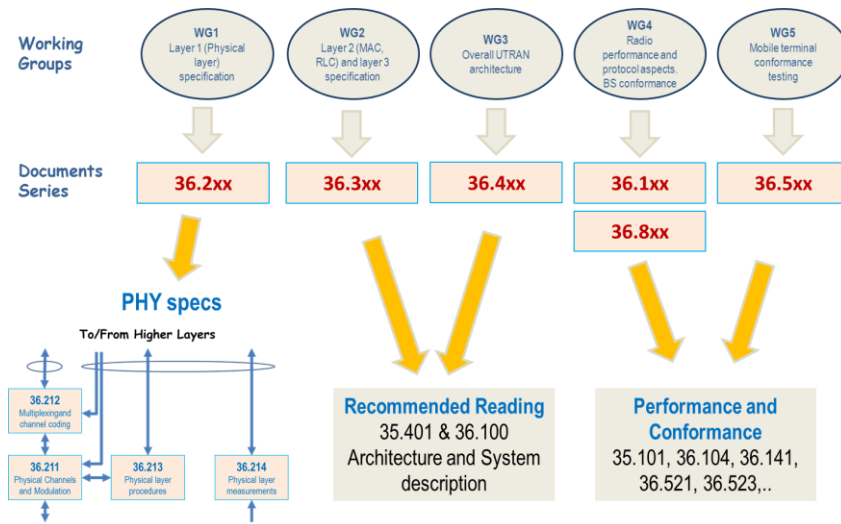 Working
Groups
WG1
Layer 1 (Physical
layer)
specification
WG2
Layer 2 (MAC,
RLC) and layer 3
specification
WG3
Overall UTRAN
architecture
WG4
Radio
performance and
protocol aspects.
BS conformance
WG5
Mobile terminal
conformance
testing
Documents
Series
36.2xx
36.3xx
36.4xx
36.1xx
36.5xx
36.8xx
PHY specs
To/From Higher Layers
36.212
Multiplexingand
channel coding
36.211
Physical Channels
and Modulation
36.213
Physical layer
procedures
36.214
Physical layer
measurements
Recommended Reading
35.401 & 36.100
Architecture and System
description
Performance and
Conformance
35.101, 36.104, 36.141,
36.521, 36.523,..